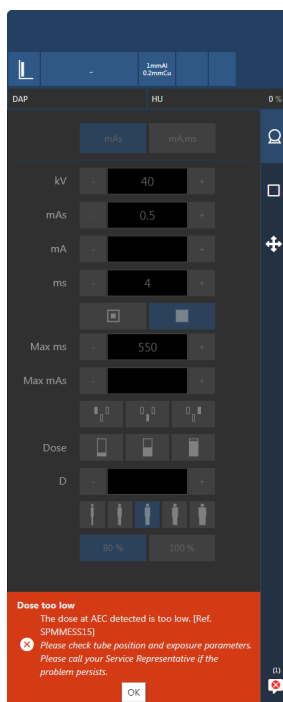 -
1mmAl
0.2mmCu
DAP
HU
0 %
mAs
mA,ms
kV - 40 +
mAs - 0.5 +
mA - +
ms - 4 +
Max ms - 550 +
Max mAs - +
Dose
D - +
80 %
100 %
Dose too low
The dose at AEC detected is too low. [Ref.
SPMMESS15]
Please check tube position and exposure parameters.
Please call your Service Representative if the
problem persists.
OK
(1)